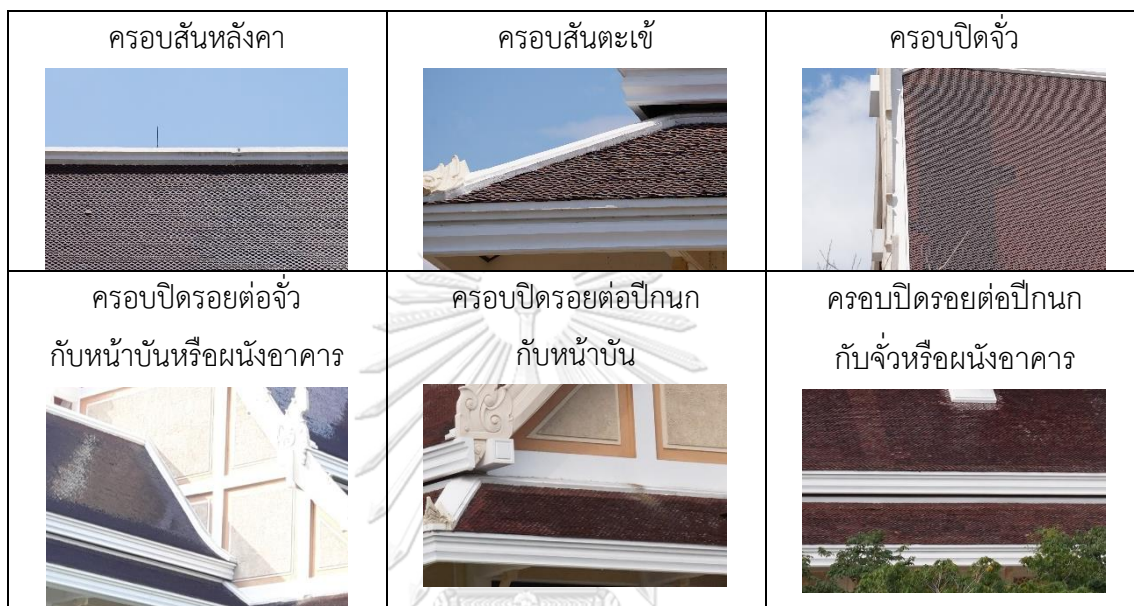 ครอบสันหลังคา
ครอบสันตะเข้
ครอบปิดจั่ว
ครอบปิดรอยต่อจั่ว
กับหน้าบันหรือผนังอาคาร
ครอบปิดรอยต่อปีกนก
กับหน้าบัน
ครอบปิดรอยต่อปีกนก
กับจั่วหรือผนังอาคาร